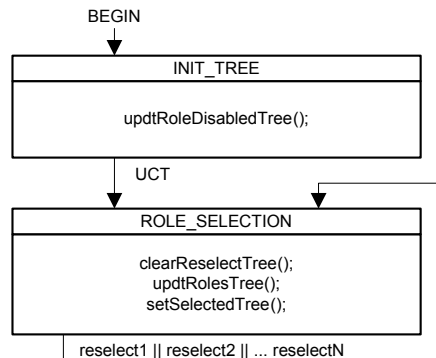 BEGIN
INIT_TREE
updtRoleDisabledTree();
UCT
ROLE_SELECTION
clearReselectTree();
updtRolesTree();
setSelectedTree();
reselect1 || reselect2 || ... reselectN